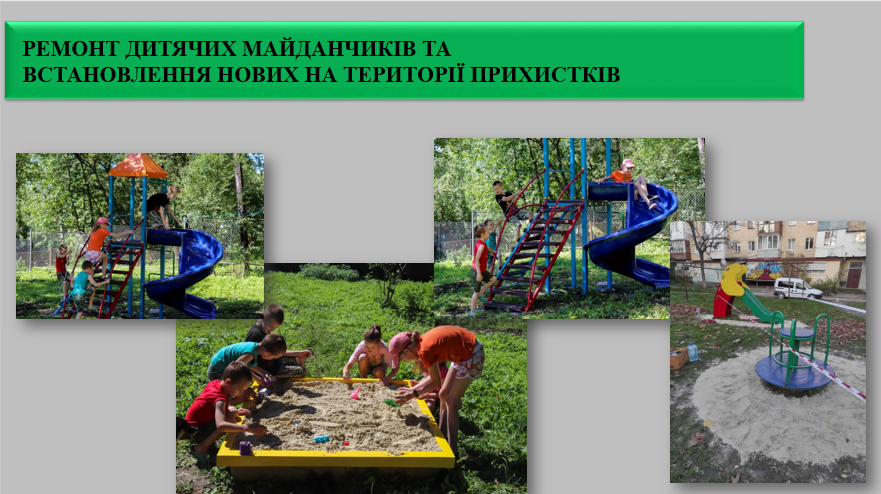 РЕМОНТ ДИТЯЧИХ МАЙДАНЧИКІВ ТА
ВСТАНОВЛЕННЯ НОВИХ НА ТЕРИТОРІЇ ПРИХИСТКІВ